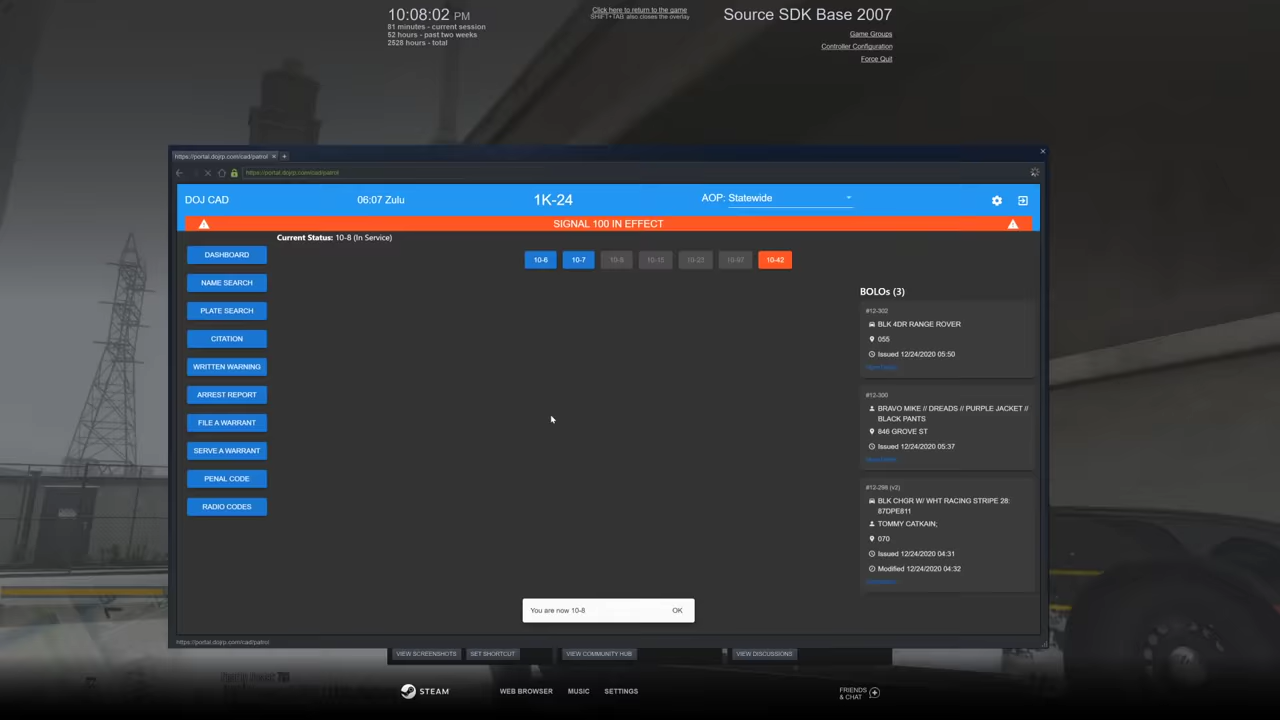 10:08:02 PM
81 minutes - current session
52 hours - past two weeks
2528 hours - total
Click here to return to the game
SHIFT+TAB also closes the overlay
Source SDK Base 2007
Game Groups
Controller Configuration
Force Quit
https://portal.dojrp.com/cad/patrol
https://portal.dojrp.com/cad/patrol
DOJ CAD
06:07 Zulu
1K-24
AOP: Statewide
SIGNAL 100 IN EFFECT
Current Status: 10-8 (In Service)
10-6
10-7
10-8
10-15
10-23
10-97
10-42
DASHBOARD
NAME SEARCH
PLATE SEARCH
CITATION
WRITTEN WARNING
ARREST REPORT
FILE A WARRANT
SERVE A WARRANT
PENAL CODE
RADIO CODES
BOLOs (3)
#12-302
BLK 4DR RANGE ROVER
055
Issued 12/24/2020 05:50
#12-300
BRAVO MIKE // DREADS // PURPLE JACKET //
BLACK PANTS
846 GROVE ST
Issued 12/24/2020 05:37
#12-298 (v2)
BLK CHGR W/ WHT RACING STRIPE 28:
87DPE811
TOMMY CATKAIN;
070
Issued 12/24/2020 04:31
Modified 12/24/2020 04:32
You are now 10-8
OK
https://portal.dojrp.com/cad/patrol
VIEW SCREENSHOTS
SET SHORTCUT
VIEW COMMUNITY HUB
VIEW DISCUSSIONS
STEAM
WEB BROWSER
MUSIC
SETTINGS
FRIENDS
& CHAT